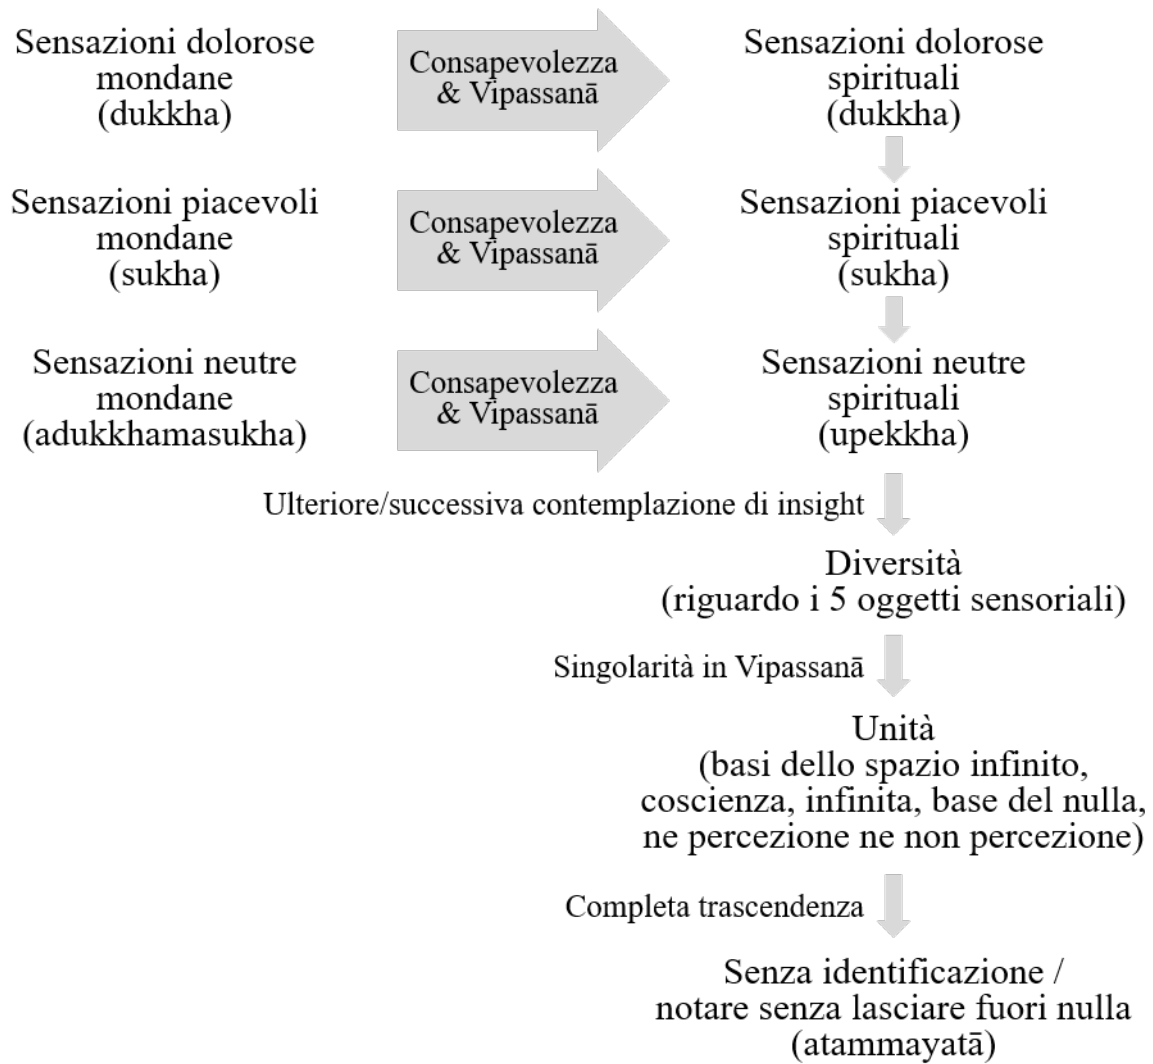 Sensazioni dolorose
mondane
(dukkha)
Consapevolezza
& Vipassanā
Sensazioni dolorose
spirituali
(dukkha)
Sensazioni piacevoli
mondane
(sukha)
Consapevolezza
& Vipassanā
Sensazioni piacevoli
spirituali
(sukha)
Sensazioni neutre
mondane
(adukkhamasukha)
Consapevolezza
& Vipassanā
Sensazioni neutre
spirituali
(upekkha)
Ulteriore/successiva contemplazione di insight
Diversità
(riguardo i 5 oggetti sensoriali)
Singolarità in Vipassanā
Unità
(basi dello spazio infinito,
coscienza, infinita, base del nulla,
ne percezione ne non percezione)
Completa trascendenza
Senza identificazione /
notare senza lasciare fuori nulla
(atammayatā)